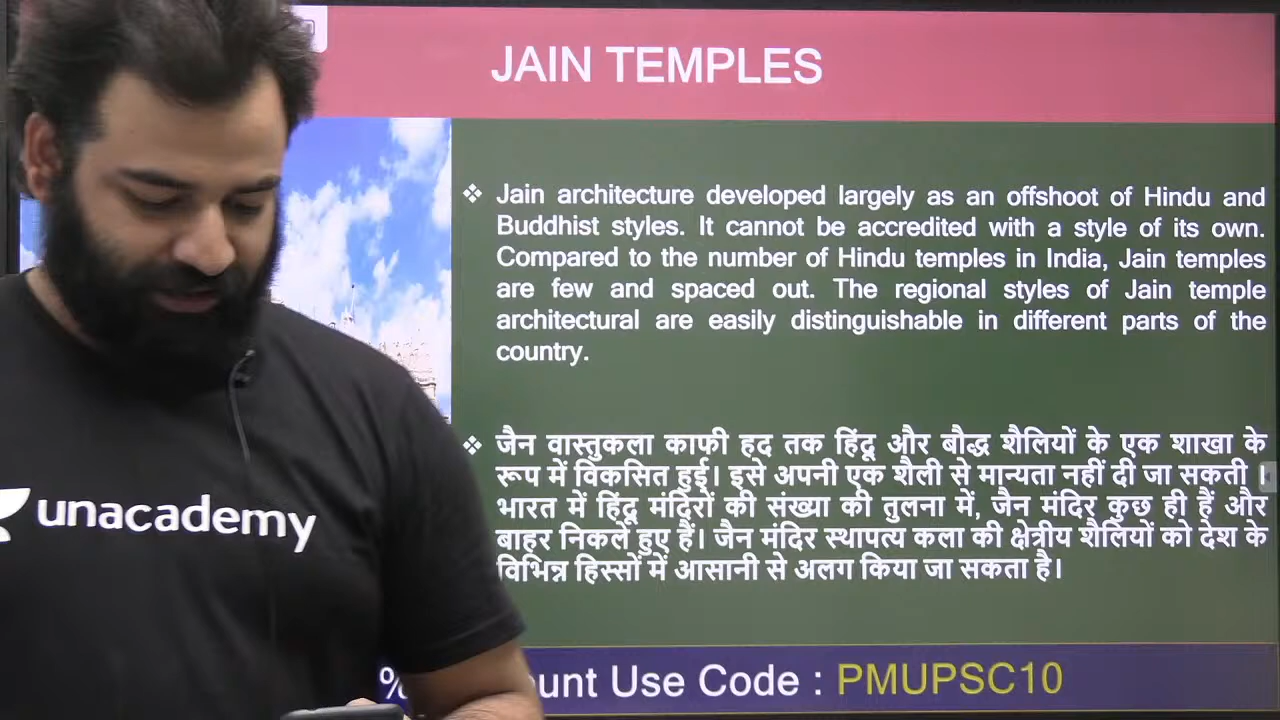 JAIN TEMPLES
❖ Jain architecture developed largely as an offshoot of Hindu and
Buddhist styles. It cannot be accredited with a style of its own.
Compared to the number of Hindu temples in India, Jain temples
are few and spaced out. The regional styles of Jain temple
architectural are easily distinguishable in different parts of the
country.
❖ जैन वास्तुकला काफी हद तक हिंदू और बौद्ध शैलियों के एक शाखा के
रूप में विकसित हुई। इसे अपनी एक शैली से मान्यता नहीं दी जा सकती ।
भारत में हिंदू मंदिरों की संख्या की तुलना में, जैन मंदिर कुछ ही हैं और
बाहर निकले हुए हैं। जैन मंदिर स्थापत्य कला की क्षेत्रीय शैलियों को देश के
विभिन्न हिस्सों में आसानी से अलग किया जा सकता है।
unacademy
% Use Code : PMUPSC10